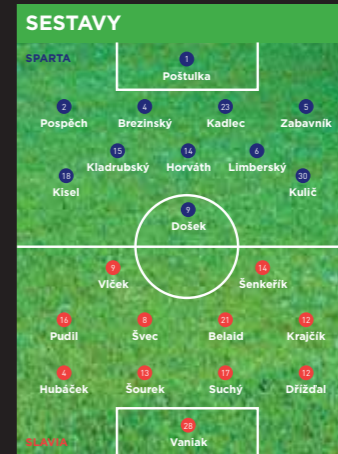 SESTAVY
SPARTA
1
Poštulka
2 4 23 5
Pospěch Brezinský Kadlec Zabavník
15 14 6
Kladrubský Horváth Limberský
18 30
Kisel Kulič
9
Došek
9 14
Vlček Šenkeřík
16 8 21 12
Pudil Švec Belaid Krajčík
4 13 17 12
Hubáček Šourek Suchý Dřížďal
28
SLAVIA Vaniak